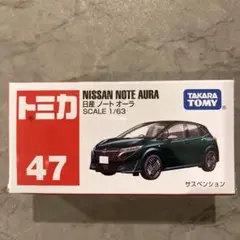 トミカ
47
NISSAN NOTE AURA
日産 ノート オーラ
SCALE 1/63
TAKARA
TOMY
サスペンション